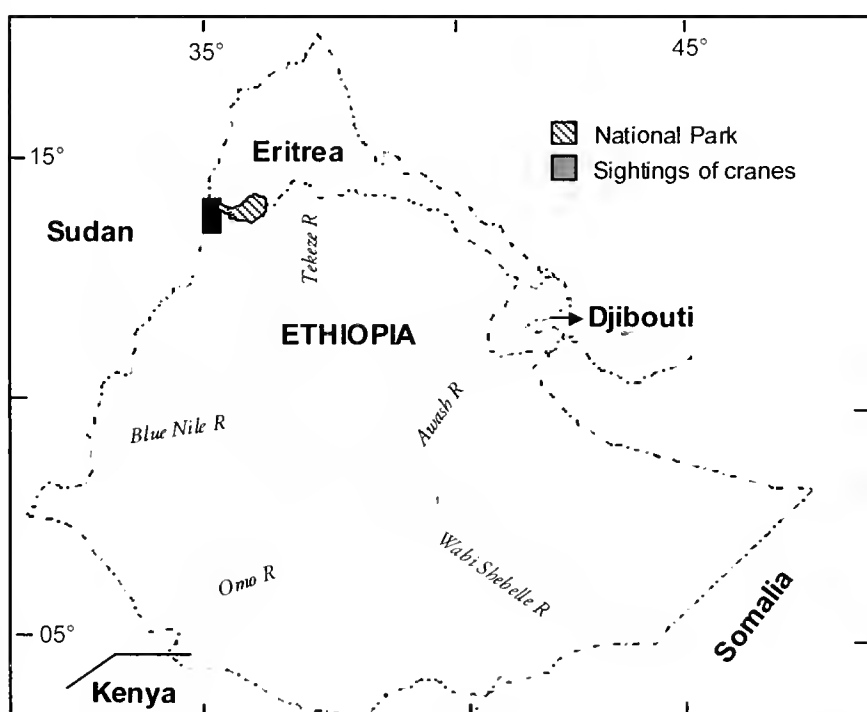 35°
45°
15°
National Park
Sightings of cranes
Eritrea
Sudan
Tekeze R
Djibouti
ETHIOPIA
Awash R
Blue Nile R
Wabi Shebelle R
Omo R
Somalia
05°
Kenya